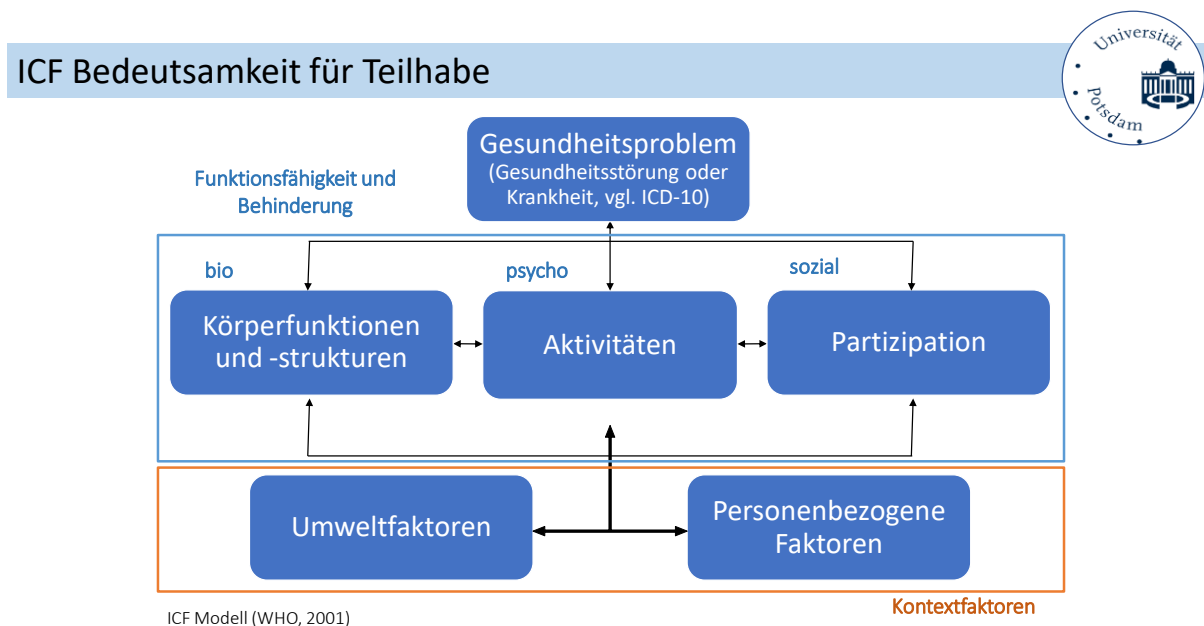 ICF Bedeutsamkeit für Teilhabe
Universität
Potsdam
Gesundheitsproblem
(Gesundheitsstörung oder
Krankheit, vgl. ICD-10)
Funktionsfähigkeit und
Behinderung
bio
psycho
sozial
Körperfunktionen
und -strukturen
Aktivitäten
Partizipation
Umweltfaktoren
Personenbezogene
Faktoren
Kontextfaktoren
ICF Modell (WHO, 2001)